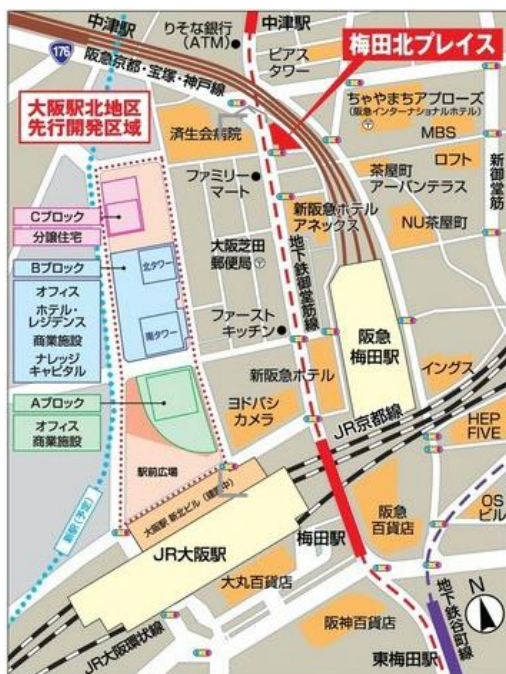 中津駅
中津駅
りそな銀行
(ATM)
ピアス
タワー
梅田北プレイス
176
阪急京都・宝塚・神戸線
大阪駅北地区
先行開発区域
済生会病院
ちゃやまちアプローズ
(阪急インターナショナルホテル)
MBS
ロフト
新御堂筋
茶屋町
アーバンテラス
ファミリー
マート
新阪急ホテル
アネックス
NU茶屋町
Cブロック
分譲住宅
大阪芝田
郵便局
地下鉄御堂筋線
Bブロック
北タワー
オフィス
ホテル・
レジデンス
商業施設
ナレッジ
キャピタル
南タワー
ファースト
キッチン
阪急
梅田駅
新阪急ホテル
イングス
Aブロック
オフィス
商業施設
ヨドバシ
カメラ
JR京都線
HEP
FIVE
駅前広場
新駅(予定)
大阪駅 新北ビル(建設中)
JR大阪駅
梅田駅
阪急
百貨店
OS
ビル
大丸百貨店
阪神百貨店
JR大阪環状線
地下鉄谷町線
N
東梅田駅